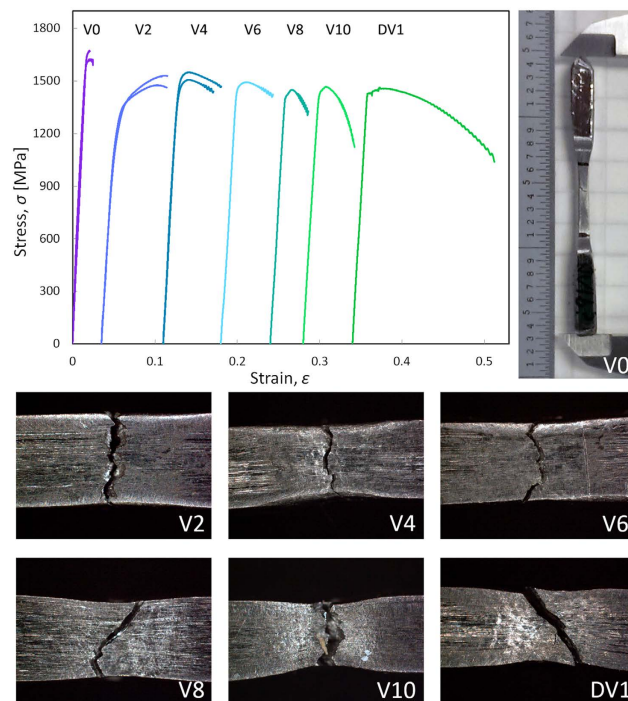 1800
1500
1200
900
600
300
0
V0 V2 V4 V6 V8 V10 DV1
Stress, σ [MPa]
0 0.1 0.2 0.3 0.4 0.5
Strain, ε
V0
V2
V4
V6
V8
V10
DV1